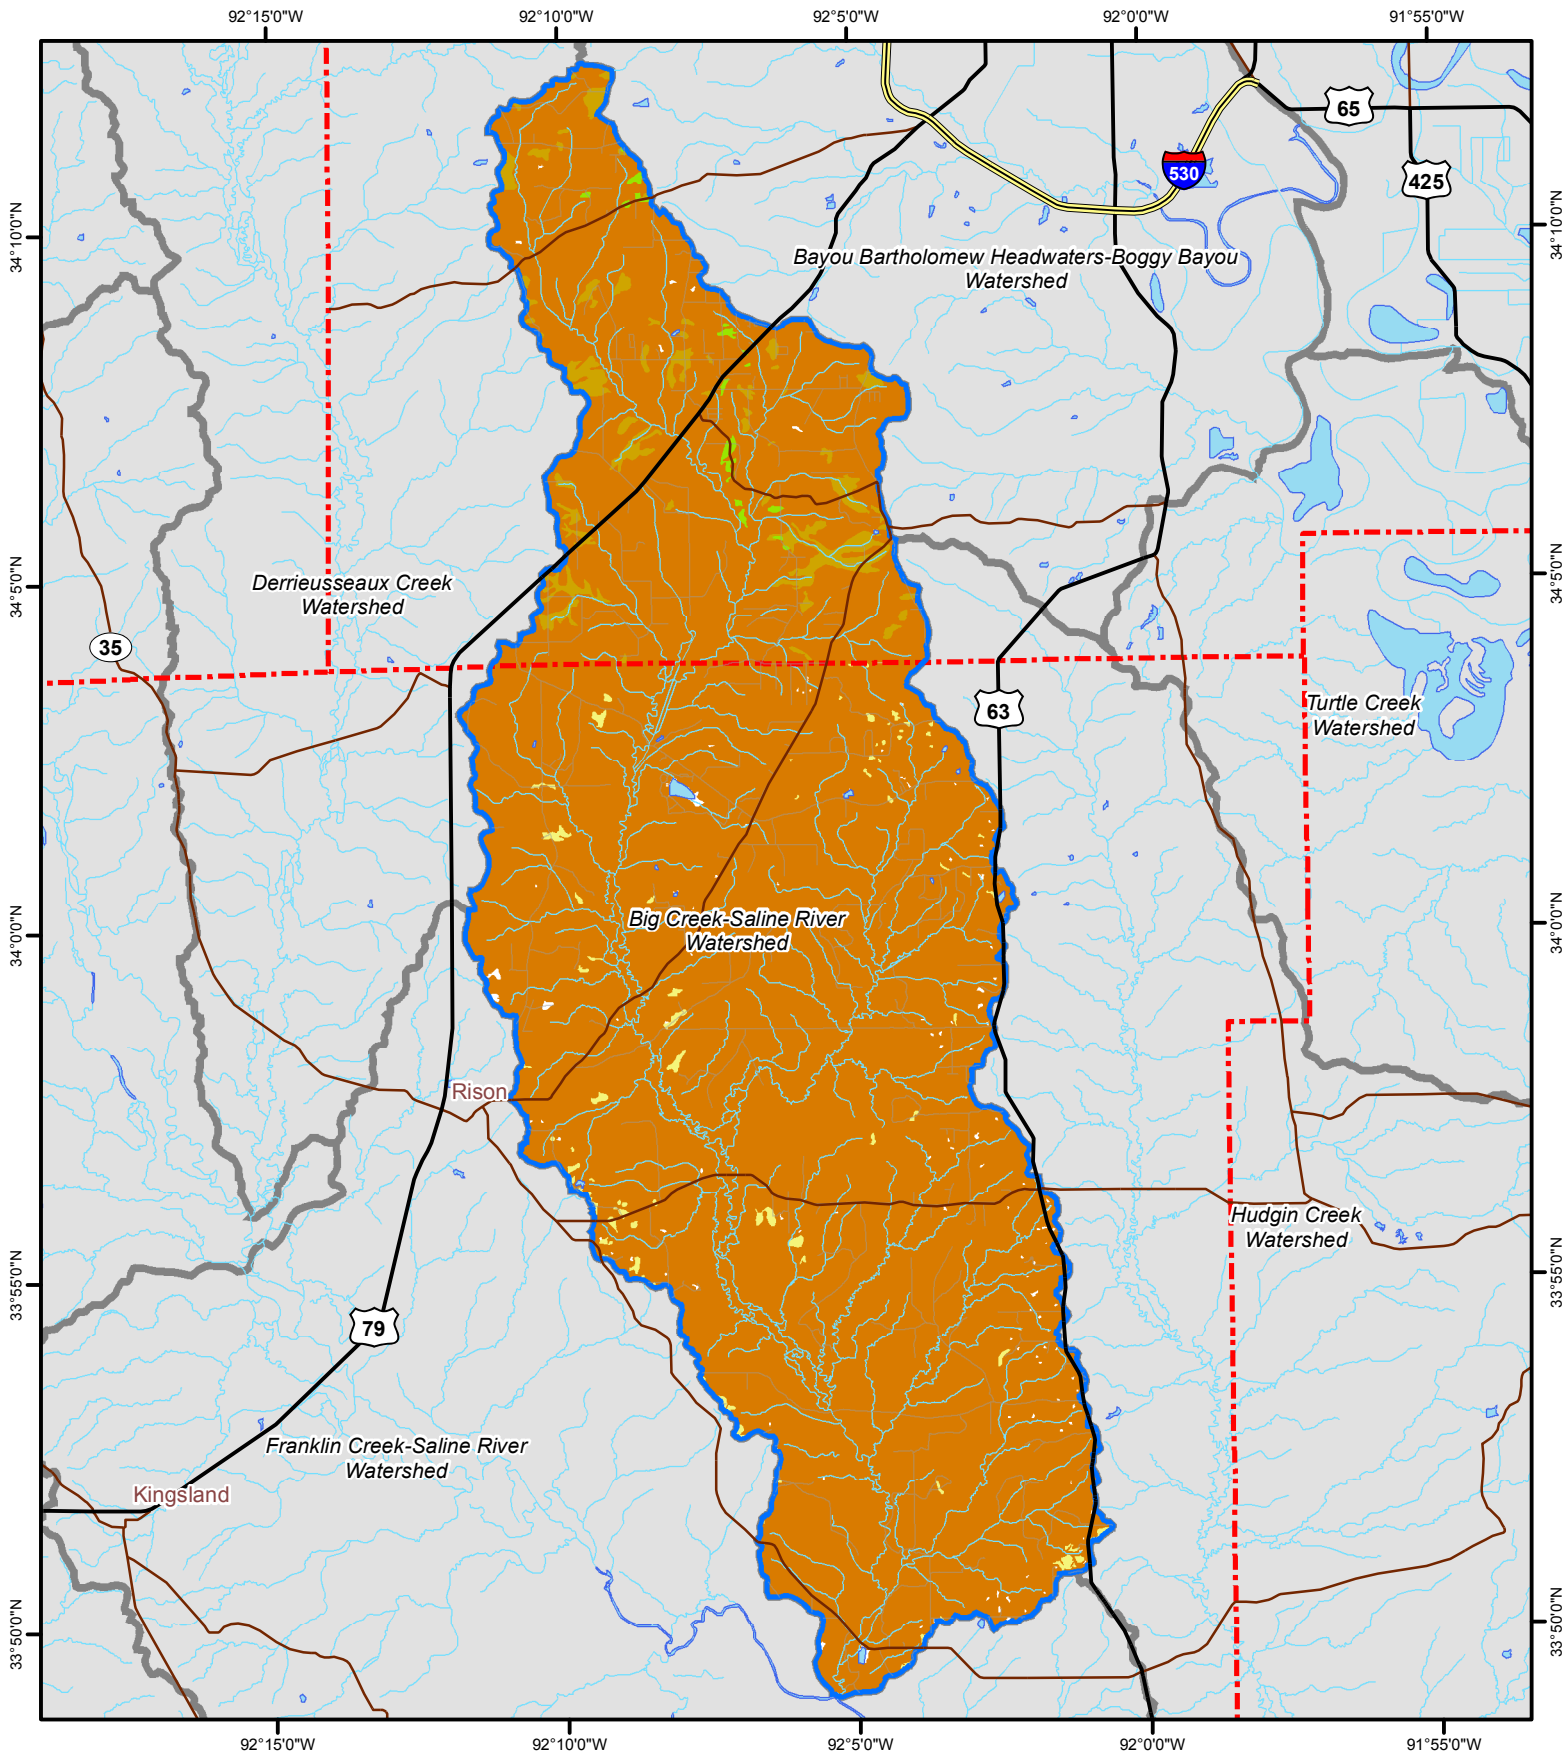 92°15'0"W
92°10'0"W
92°5'0"W
92°0'0"W
91°55'0"W
65
530
425
34°10'0"N
34°10'0"N
Bayou Bartholomew Headwaters-Boggy Bayou
Watershed
34°5'0"N
34°5'0"N
Derrieusseaux Creek
Watershed
35
63
Turtle Creek
Watershed
34°0'0"N
34°0'0"N
Big Creek-Saline River
Watershed
Rison
Hudgin Creek
Watershed
33°55'0"N
33°55'0"N
79
Franklin Creek-Saline River
Watershed
Kingsland
33°50'0"N
33°50'0"N
92°15'0"W
92°10'0"W
92°5'0"W
92°0'0"W
91°55'0"W